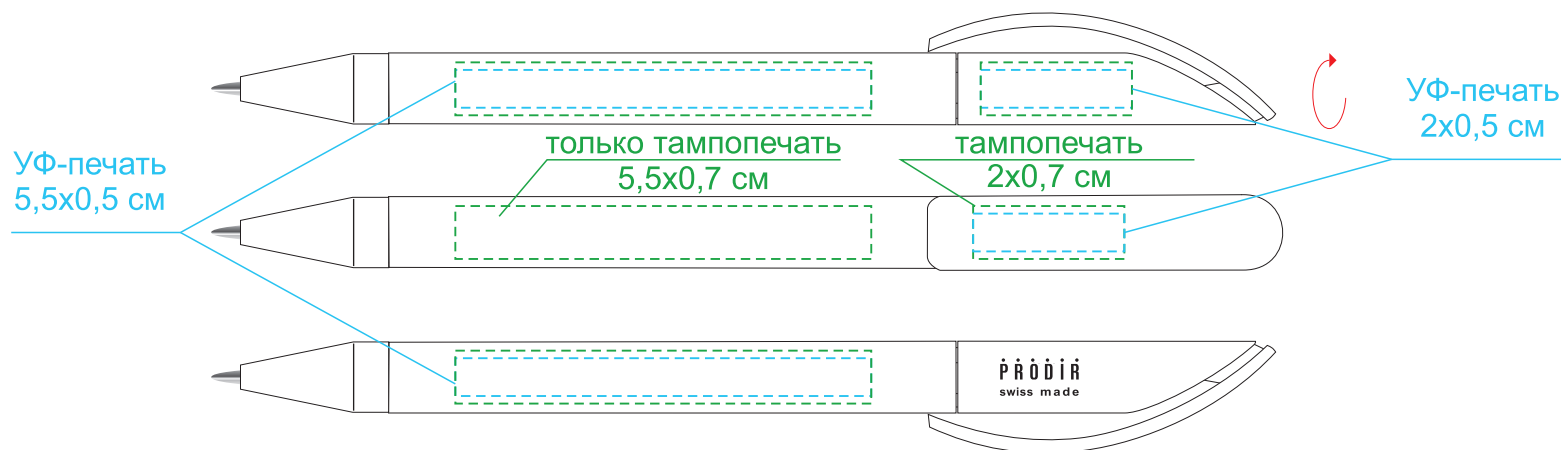 УФ-печать
2х0,5 см
только тампопечать
5,5х0,7 см
тампопечать
2х0,7 см
УФ-печать
5,5х0,5 см
PRODIR
swiss made